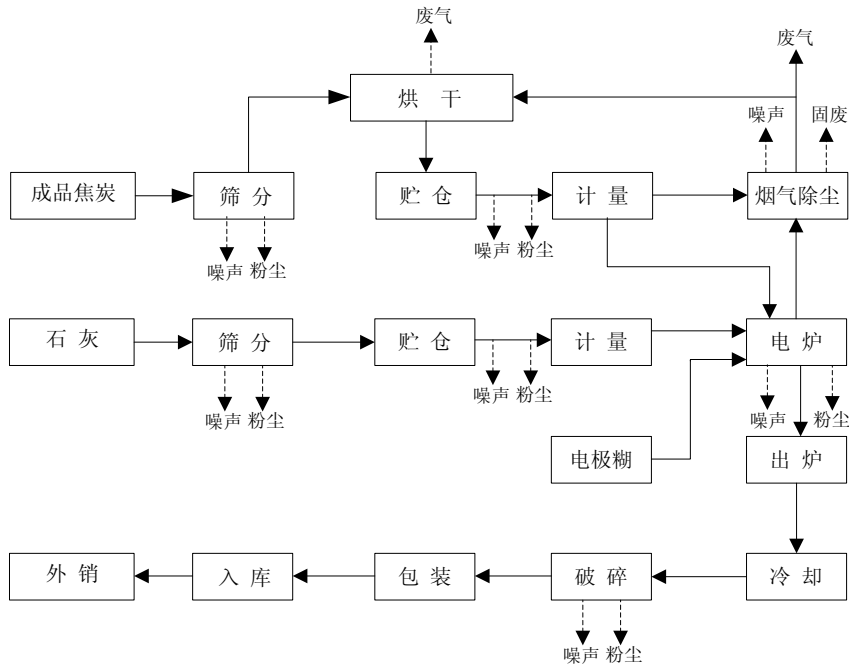 废气
废气
烘 干
噪声
固废
成品焦炭
筛 分
贮 仓
计 量
烟气除尘
噪声
粉尘
噪声
粉尘
石 灰
筛 分
贮 仓
计 量
电 炉
噪声
粉尘
噪声
粉尘
噪声
粉尘
电极糊
出 炉
外 销
入 库
包 装
破 碎
冷 却
噪声
粉尘